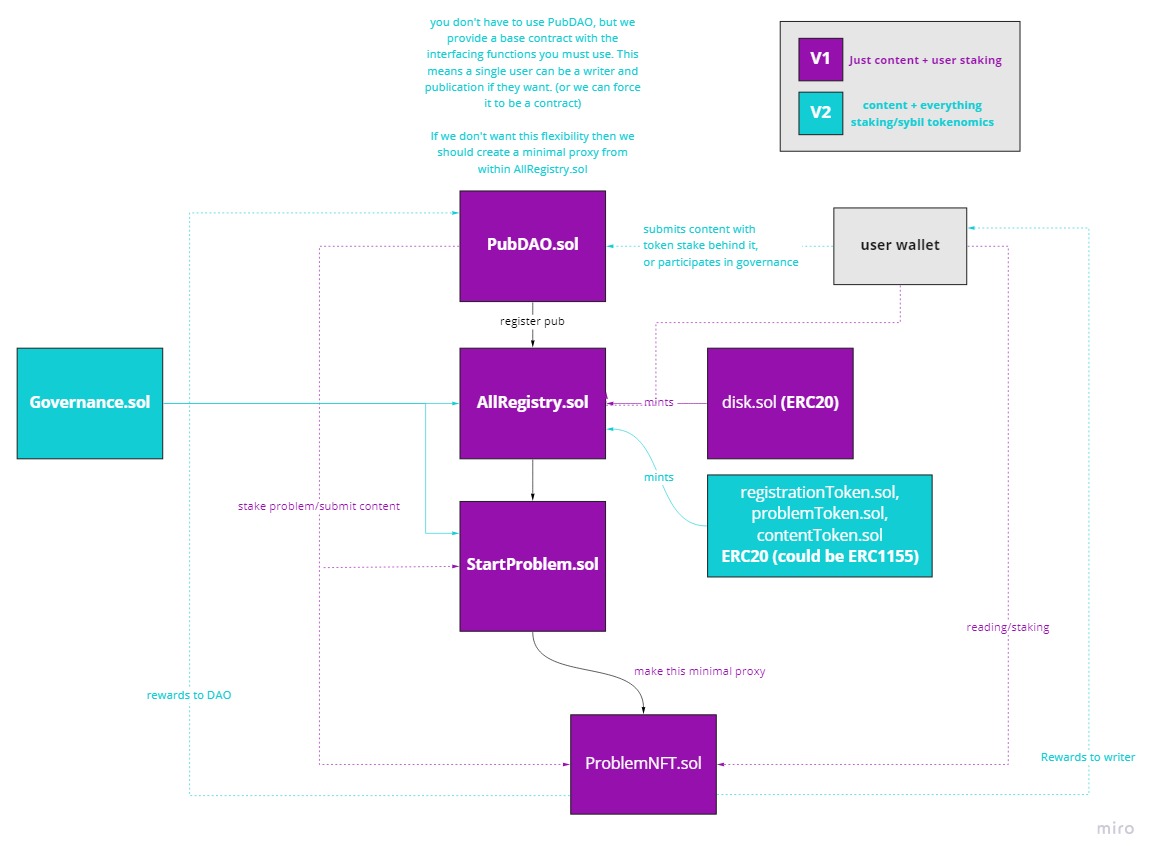 you don't have to use PubDAO, but we
provide a base contract with the
interfacing functions you must use. This
means a single user can be a writer and
publication if they want. (or we can force
it to be a contract)
If we don't want this flexibility then we
should create a minimal proxy from
within AllRegistry.sol
V1
Just content + user staking
V2
content + everything
staking/sybil tokenomics
PubDAO.sol
submits content with
token stake behind it,
or participates in governance
user wallet
register pub
Governance.sol
AllRegistry.sol
mints
disk.sol (ERC20)
mints
registrationToken.sol,
problemToken.sol,
contentToken.sol
ERC20 (could be ERC1155)
stake problem/submit content
StartProblem.sol
reading/staking
make this minimal proxy
rewards to DAO
ProblemNFT.sol
Rewards to writer
miro